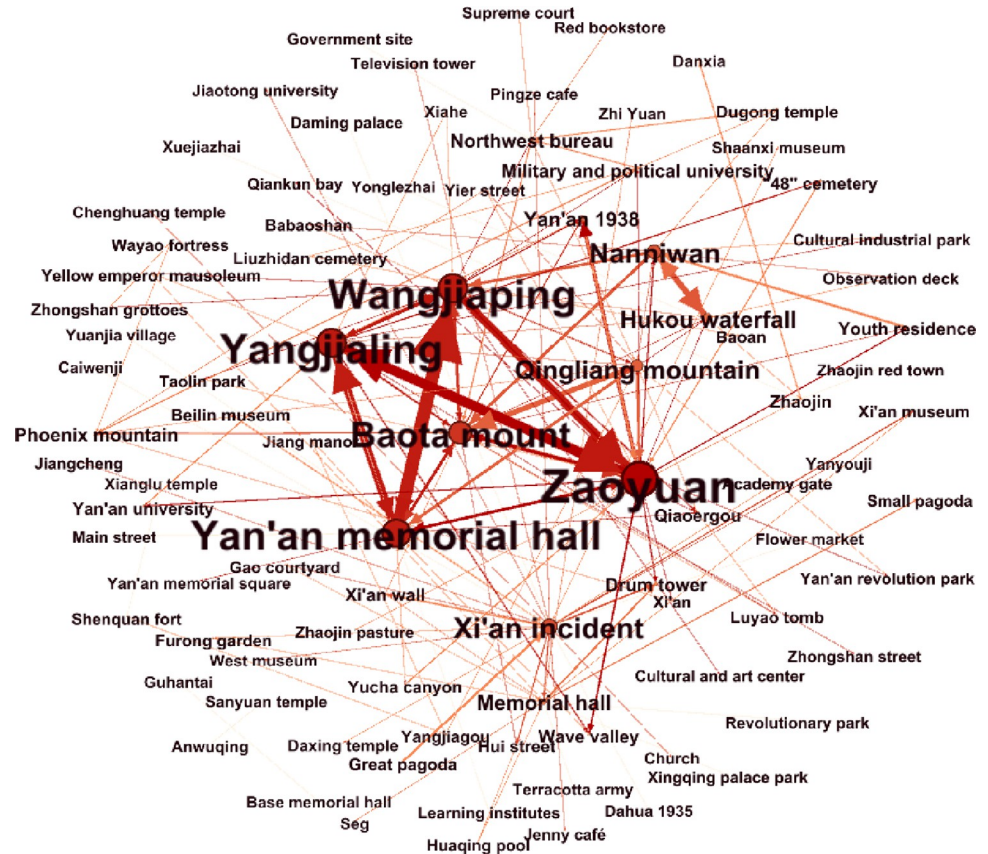 Supreme court
Red bookstore
Government site
Television tower
Danxia
Jiaotong university
Pingze cafe
Xiahe
Zhi Yuan
Dugong temple
Daming palace
Northwest bureau
Xuejiazhai
Shaanxi museum
Military and political university
Qiankun bay
Yonglezhai
Yier street
"48" cemetery
Chenghuang temple
Babaoshan
Yan'an 1938
Wayao fortress
Nanniwan
Cultural industrial park
Liuzhidan cemetery
Yellow emperor mausoleum
Observation deck
Wangjiaping
Zhongshan grottoes
Hukou waterfall
Youth residence
Yuanjia village
Baoan
Yangjialing
Caiwenji
Qingliang mountain
Zhaojin red town
Taolin park
Zhaojin
Beilin museum
Xi'an museum
Phoenix mountain
Jiang manor
Baota mount
Jiangcheng
Yanyouji
Xianglu temple
Zaoyuan
Academy gate
Small pagoda
Yan'an university
Qiaoergou
Main street
Yan'an memorial hall
Flower market
Gao courtyard
Yan'an memorial square
Drum tower
Yan'an revolution park
Xi'an wall
Xi'an
Shenquan fort
Luyao tomb
Furong garden
Zhaojin pasture
Xi'an incident
West museum
Zhongshan street
Cultural and art center
Guhantai
Yucha canyon
Sanyuan temple
Memorial hall
Revolutionary park
Anwuqing
Daxing temple
Yangjiagou
Hui street
Wave valley
Great pagoda
Church
Xingqing palace park
Terracotta army
Base memorial hall
Learning institutes
Dahua 1935
Seg
Jenny café
Huaqing pool